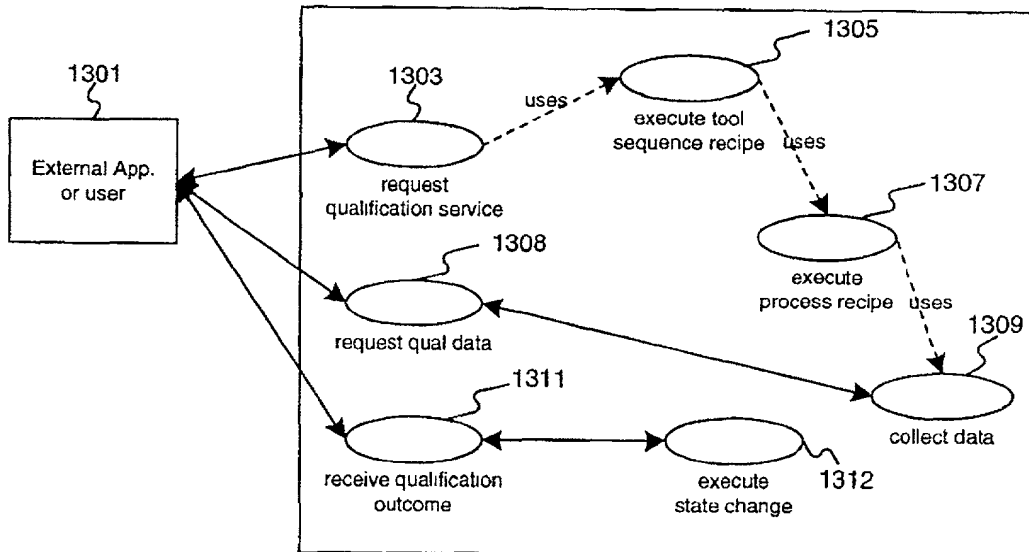 1305
1301
1303
uses
execute tool
sequence recipe
uses
External App.
or user
request
qualification service
1307
1308
execute
process recipe
uses
request qual data
1309
1311
collect data
receive qualification
outcome
execute
state change
1312